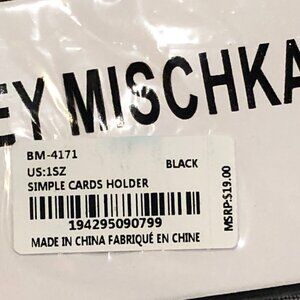 EY MISCHKA
BM-4171
US:1SZ
BLACK
SIMPLE CARDS HOLDER
194295090799
MADE IN CHINA FABRIQUÉ EN CHINE
MSRP:$19.00